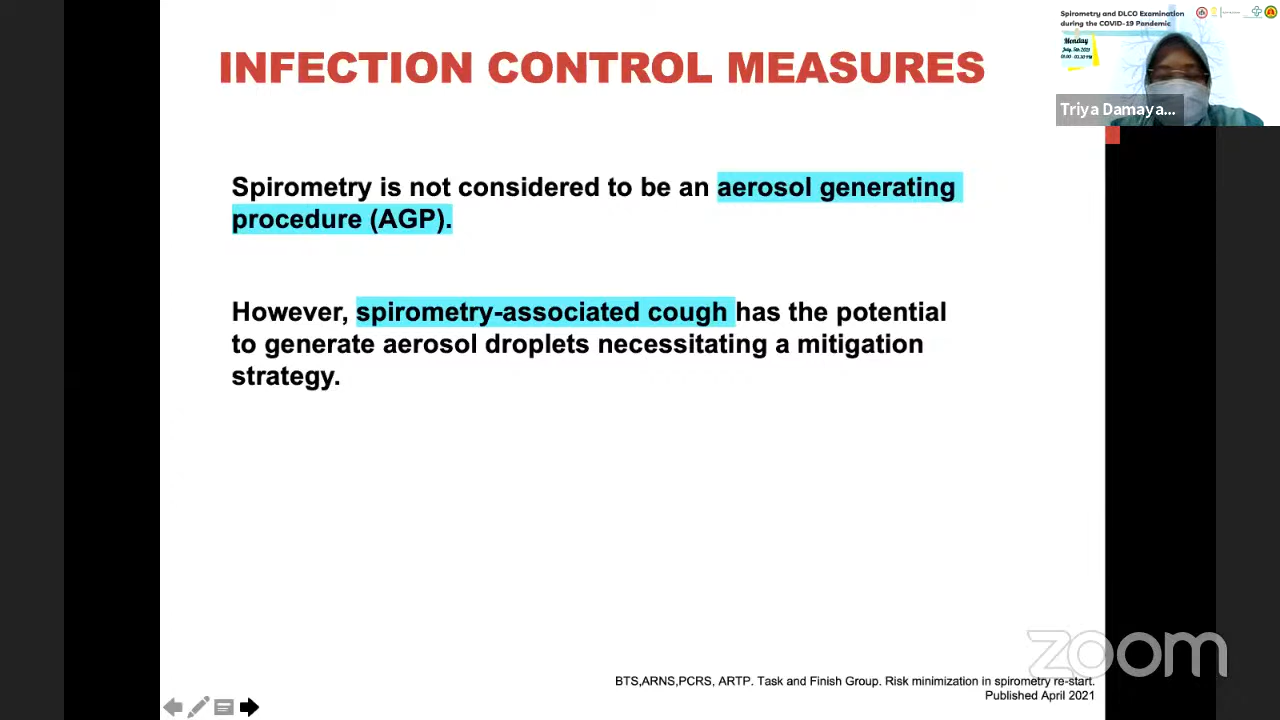 INFECTION CONTROL MEASURES
Spirometry is not considered to be an aerosol generating
procedure (AGP).
However, spirometry-associated cough has the potential
to generate aerosol droplets necessitating a mitigation
strategy.
BTS,ARNS,PCRS, ARTP. Task and Finish Group. Risk minimization in spirometry re-start.
Published April 2021
Spirometry and DLCO Examination
during the COVID-19 Pandemic
Monday
July, 5th 2021
Triya Damaya...
zoom